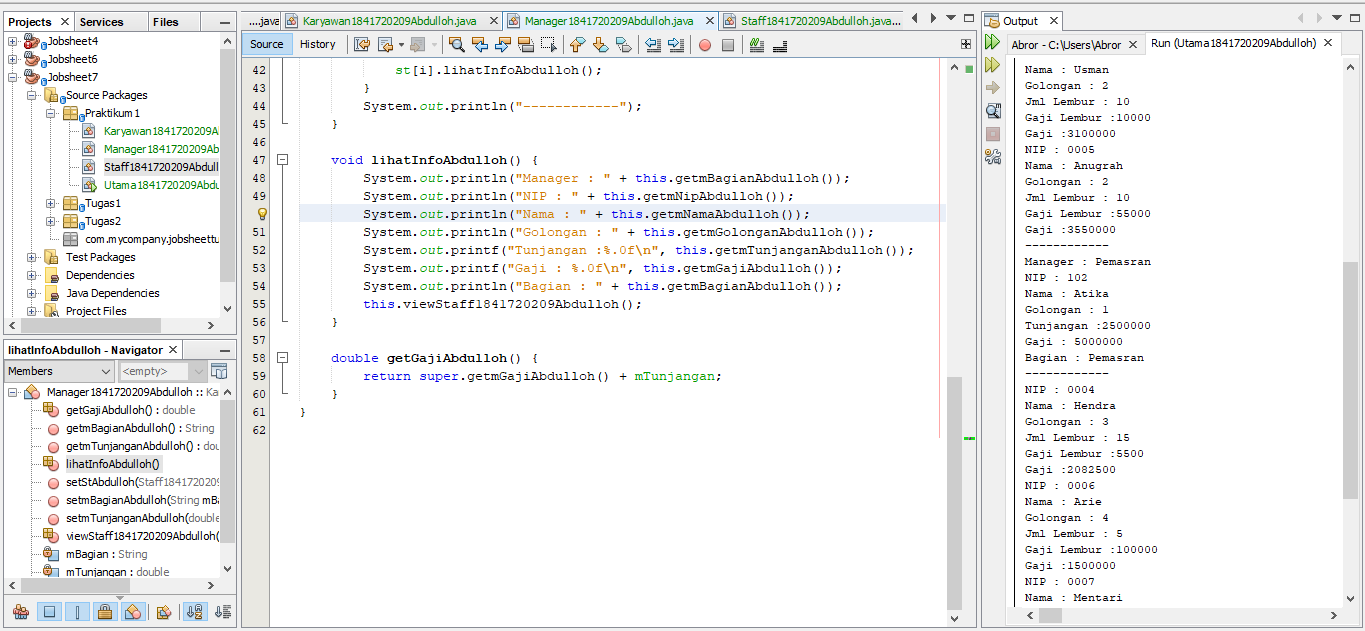 Projects
Services
Files
Jobsheet4
Jobsheet6
Jobsheet7
Source Packages
Praktikum1
Karyawan1841720209Ab
Manager1841720209Ab
Staff1841720209Abdull
Utama1841720209Abdu
Tugas1
Tugas2
com.mycompany.jobsheettu
Test Packages
Dependencies
Java Dependencies
Project Files
lihatInfoAbdulloh - Navigator
Members
<empty>
Manager1841720209Abdulloh :: Ka
getGajiAbdulloh() : double
getmBagianAbdulloh() : String
getmTunjanganAbdulloh() : dou
lihatInfoAbdulloh()
setStAbdulloh(Staff1841720209
setmBagianAbdulloh(String mBa
setmTunjanganAbdulloh(double
viewStaff1841720209Abdulloh(
mBagian : String
mTunjangan : double
....java
Karyawan1841720209Abdulloh.java
Manager1841720209Abdulloh.java
Staff1841720209Abdulloh.java...
Source
History
42 st[i].lihatInfoAbdulloh();
43 }
44 System.out.println("------------");
45 }
46
47 void lihatInfoAbdulloh() {
48 System.out.println("Manager : " + this.getmBagianAbdulloh());
49 System.out.println("NIP : " + this.getmNipAbdulloh());
System.out.println("Nama : " + this.getmNamaAbdulloh());
51 System.out.println("Golongan : " + this.getmGolonganAbdulloh());
52 System.out.printf("Tunjangan :%.0f\n", this.getmTunjanganAbdulloh());
53 System.out.printf("Gaji : %.0f\n", this.getmGajiAbdulloh());
54 System.out.println("Bagian : " + this.getmBagianAbdulloh());
55 this.viewStaff1841720209Abdulloh();
56 }
57
58 double getGajiAbdulloh() {
59 return super.getmGajiAbdulloh() + mTunjangan;
60 }
61 }
62
Output
Abror - C:\Users\Abror
Run (Utama1841720209Abdulloh)
Nama : Usman
Golongan : 2
Jml Lembur : 10
Gaji Lembur :10000
Gaji :3100000
NIP : 0005
Nama : Anugrah
Golongan : 2
Jml Lembur : 10
Gaji Lembur :55000
Gaji :3550000
------------
Manager : Pemasran
NIP : 102
Nama : Atika
Golongan : 1
Tunjangan :2500000
Gaji : 5000000
Bagian : Pemasran
------------
NIP : 0004
Nama : Hendra
Golongan : 3
Jml Lembur : 15
Gaji Lembur :5500
Gaji :2082500
NIP : 0006
Nama : Arie
Golongan : 4
Jml Lembur : 5
Gaji Lembur :100000
Gaji :1500000
NIP : 0007
Nama : Mentari